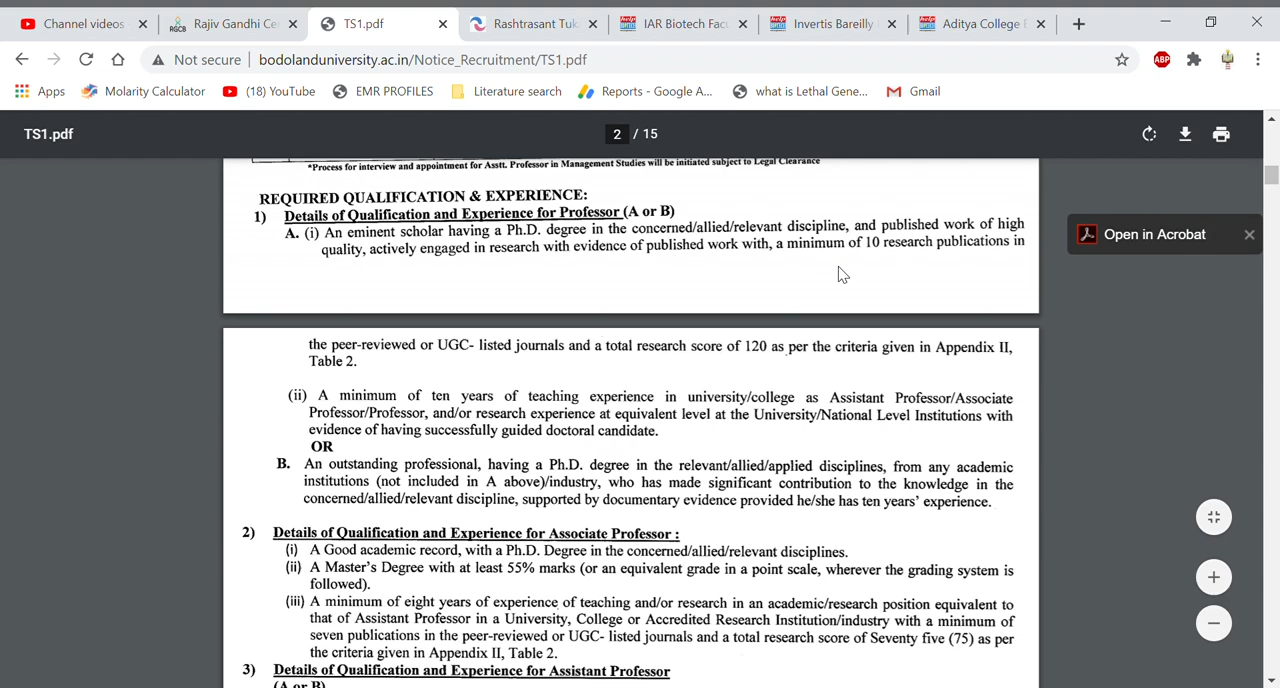 Channel videos
Rajiv Gandhi Ce
TS1.pdf
Rashtrasant Tuk
IAR Biotech Facu
Invertis Bareilly
Aditya College
Not secure
bodolanduniversity.ac.in/Notice_Recruitment/TS1.pdf
ABP
Apps
Molarity Calculator
(18) YouTube
EMR PROFILES
Literature search
Reports - Google A...
what is Lethal Gene...
Gmail
TS1.pdf
2 / 15
*Process for interview and appointment for Asstt. Professor in Management Studies will be initiated subject to Legal Clearance
REQUIRED QUALIFICATION & EXPERIENCE:
1) Details of Qualification and Experience for Professor (A or B)
A. (i) An eminent scholar having a Ph.D. degree in the concerned/allied/relevant discipline, and published work of high
quality, actively engaged in research with evidence of published work with, a minimum of 10 research publications in
Open in Acrobat
the peer-reviewed or UGC- listed journals and a total research score of 120 as per the criteria given in Appendix II,
Table 2.
(ii) A minimum of ten years of teaching experience in university/college as Assistant Professor/Associate
Professor/Professor, and/or research experience at equivalent level at the University/National Level Institutions with
evidence of having successfully guided doctoral candidate.
OR
B. An outstanding professional, having a Ph.D. degree in the relevant/allied/applied disciplines, from any academic
institutions (not included in A above)/industry, who has made significant contribution to the knowledge in the
concerned/allied/relevant discipline, supported by documentary evidence provided he/she has ten years' experience.
2) Details of Qualification and Experience for Associate Professor :
(i) A Good academic record, with a Ph.D. Degree in the concerned/allied/relevant disciplines.
(ii) A Master's Degree with at least 55% marks (or an equivalent grade in a point scale, wherever the grading system is
followed).
(iii) A minimum of eight years of experience of teaching and/or research in an academic/research position equivalent to
that of Assistant Professor in a University, College or Accredited Research Institution/industry with a minimum of
seven publications in the peer-reviewed or UGC- listed journals and a total research score of Seventy five (75) as per
the criteria given in Appendix II, Table 2.
3) Details of Qualification and Experience for Assistant Professor
(A or B)